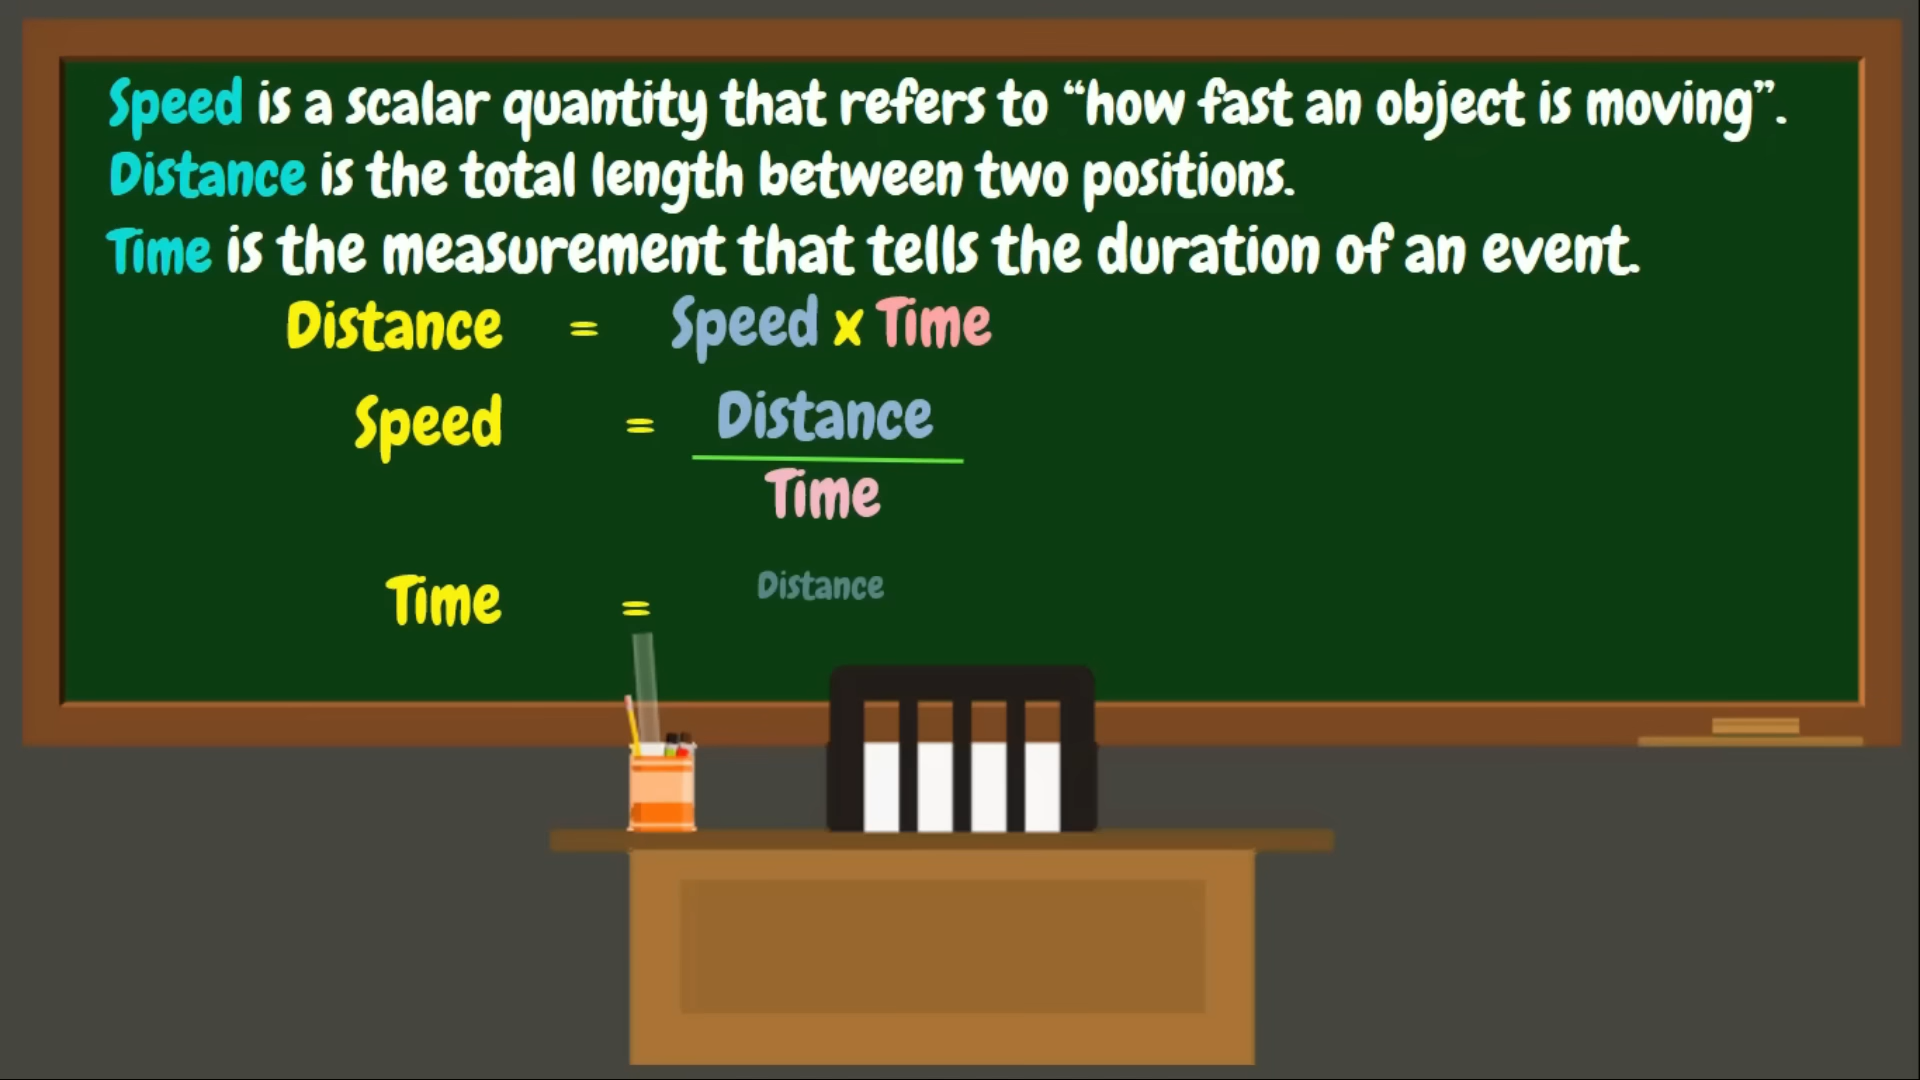 Speed is a scalar quantity that refers to “how fast an object is moving”.
Distance is the total length between two positions.
Time is the measurement that tells the duration of an event.
Distance = Speed x Time
Speed = Distance
Time
Time = Distance